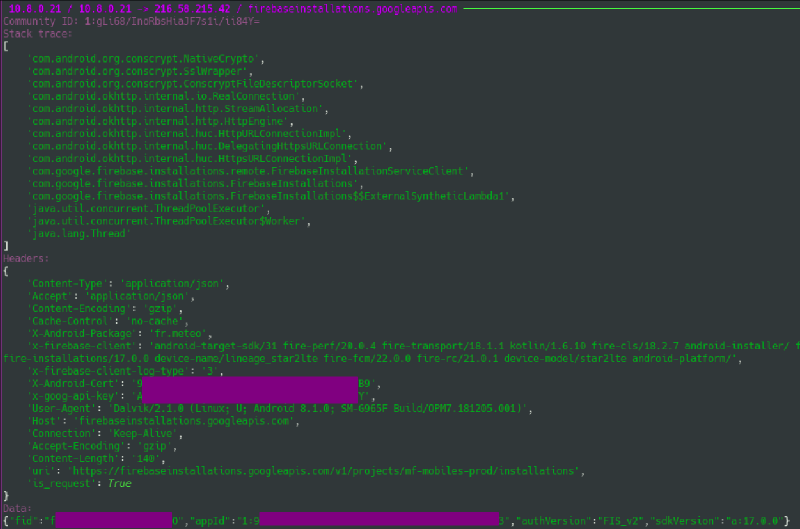 10.0.0.21 / 10.0.0.21 —> 216.58.215.42 / firebaseinstallations.googleapis.com
Community ID: 1:gLi68/InoRbsHiaJF7s1i/ii84Y=
Stack trace:
[
'com.android.org.conscrypt.NativeCrypto',
'com.android.org.conscrypt.SslWrapper',
'com.android.org.conscrypt.ConscryptFileDescriptorSocket',
'com.android.okhttp.internal.io.RealConnection',
'com.android.okhttp.internal.http.StreamAllocation',
'com.android.okhttp.internal.http.HttpEngine',
'com.android.okhttp.internal.huc.HttpURLConnectionImpl',
'com.android.okhttp.internal.huc.DelegatingHttpsURLConnection',
'com.android.okhttp.internal.huc.HttpsURLConnectionImpl',
'com.google.firebase.installations.remote.FirebaseInstallationServiceClient',
'com.google.firebase.installations.FirebaseInstallations',
'com.google.firebase.installations.FirebaseInstallations$$ExternalSyntheticLambda1',
'java.util.concurrent.ThreadPoolExecutor',
'java.util.concurrent.ThreadPoolExecutor$Worker',
'java.lang.Thread'
]
Headers:
{
'Content-Type': 'application/json',
'Accept': 'application/json',
'Content-Encoding': 'gzip',
'Cache-Control': 'no-cache',
'X-Android-Package': 'fr.meteo',
'x-firebase-client': 'android-target-sdk/31 fire-perf/20.0.4 fire-transport/18.1.1 kotlin/1.6.10 fire-cls/18.2.7 android-installer/ f
fire-installations/17.0.0 device-name/lineage_star2lte fire-fcm/22.0.0 fire-rc/21.0.1 device-model/star2lte android-platform/',
'x-firebase-client-log-type': '3',
'X-Android-Cert': '9 B9',
'x-goog-api-key': 'A Y',
'User-Agent': 'Dalvik/2.1.0 (Linux; U; Android 8.1.0; SM-G965F Build/OPM7.181205.001)',
'Host': 'firebaseinstallations.googleapis.com',
'Connection': 'Keep-Alive',
'Accept-Encoding': 'gzip',
'Content-Length': '140',
'uri': 'https://firebaseinstallations.googleapis.com/v1/projects/mf-mobiles-prod/installations',
'is_request': True
}
Data:
{"fid":"f 0","appId":"1:9 3","authVersion":"FIS_v2","sdkVersion":"a:17.0.0"}